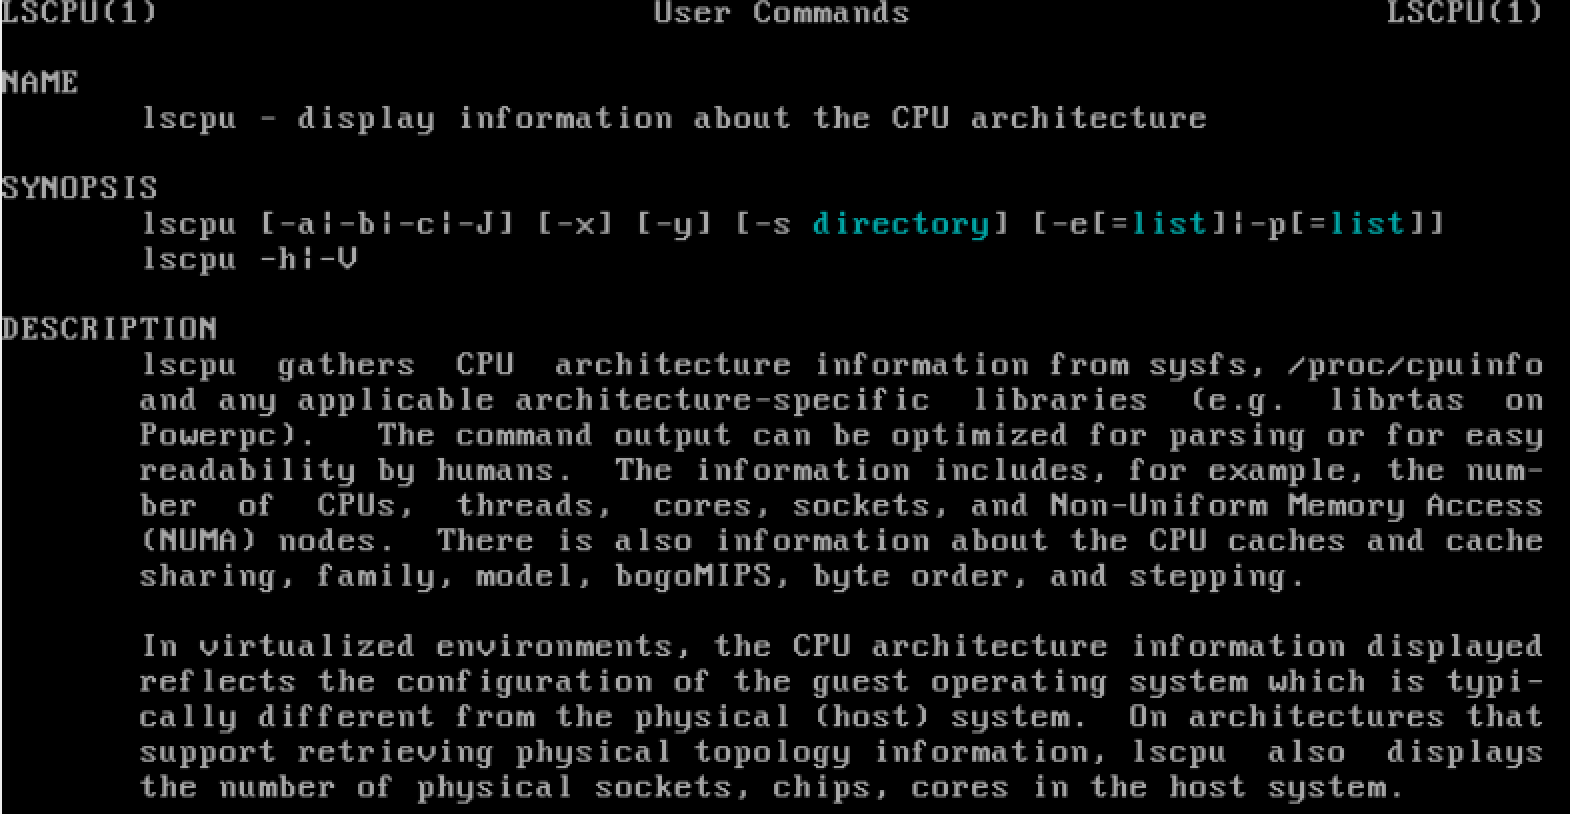 LSCPU(1) User Commands LSCPU(1)
NAME
lscpu - display information about the CPU architecture
SYNOPSIS
lscpu [-a|-b|-c|-J] [-x] [-y] [-s directory] [-e[=list]|-p[=list]]
lscpu -h|-V
DESCRIPTION
lscpu gathers CPU architecture information from sysfs, /proc/cpuinfo
and any applicable architecture-specific libraries (e.g. librtas on
Powerpc). The command output can be optimized for parsing or for easy
readability by humans. The information includes, for example, the num-
ber of CPUs, threads, cores, sockets, and Non-Uniform Memory Access
(NUMA) nodes. There is also information about the CPU caches and cache
sharing, family, model, bogoMIPS, byte order, and stepping.
In virtualized environments, the CPU architecture information displayed
reflects the configuration of the guest operating system which is typi-
cally different from the physical (host) system. On architectures that
support retrieving physical topology information, lscpu also displays
the number of physical sockets, chips, cores in the host system.